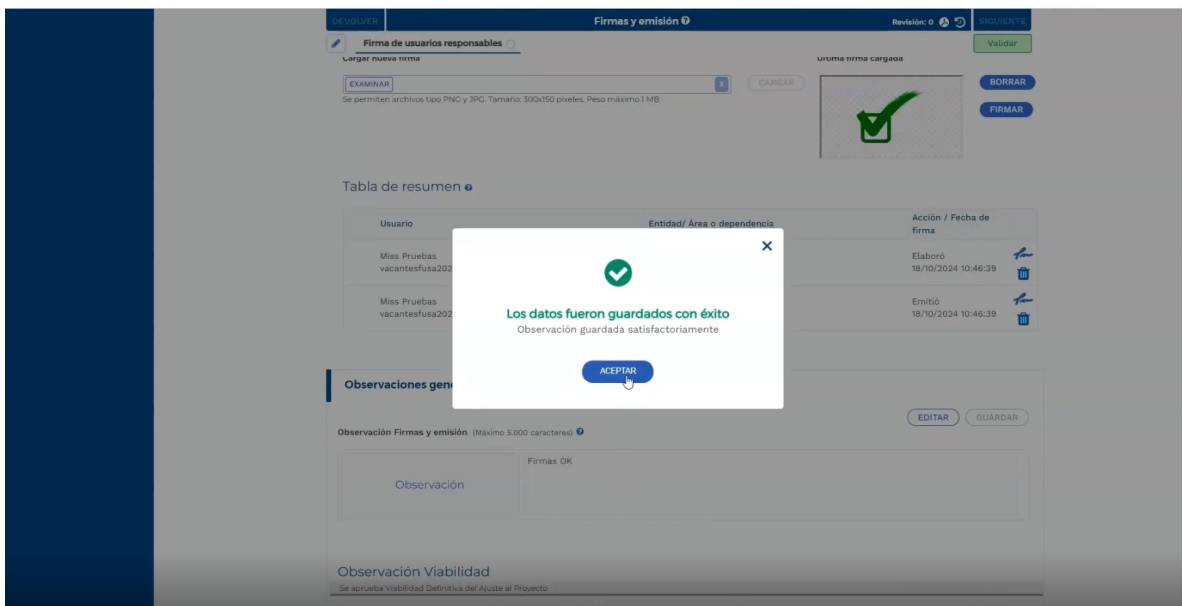 DEVOLVER
Firmas y emisión
Revisión: 0
SIGUIENTE
Firma de usuarios responsables
Validar
Cargar nueva firma
Última firma cargada
EXAMINAR
x
CARGAR
BORRAR
Se permiten archivos tipo PNG y JPG. Tamaño: 300x150 pixeles. Peso máximo 1 MB
FIRMAR
Tabla de resumen
Usuario
Entidad/ Área o dependencia
Acción / Fecha de
firma
Miss Pruebas
vacantesfusa202
Elaboró
18/10/2024 10:46:39
Miss Pruebas
vacantesfusa202
Emitió
18/10/2024 10:46:39
Los datos fueron guardados con éxito
Observación guardada satisfactoriamente
ACEPTAR
Observaciones gen
EDITAR
GUARDAR
Observación Firmas y emisión (Máximo 5.000 caracteres)
Observación
Firmas OK
Observación Viabilidad
Se aprueba Viabilidad Definitiva del Ajuste al Proyecto